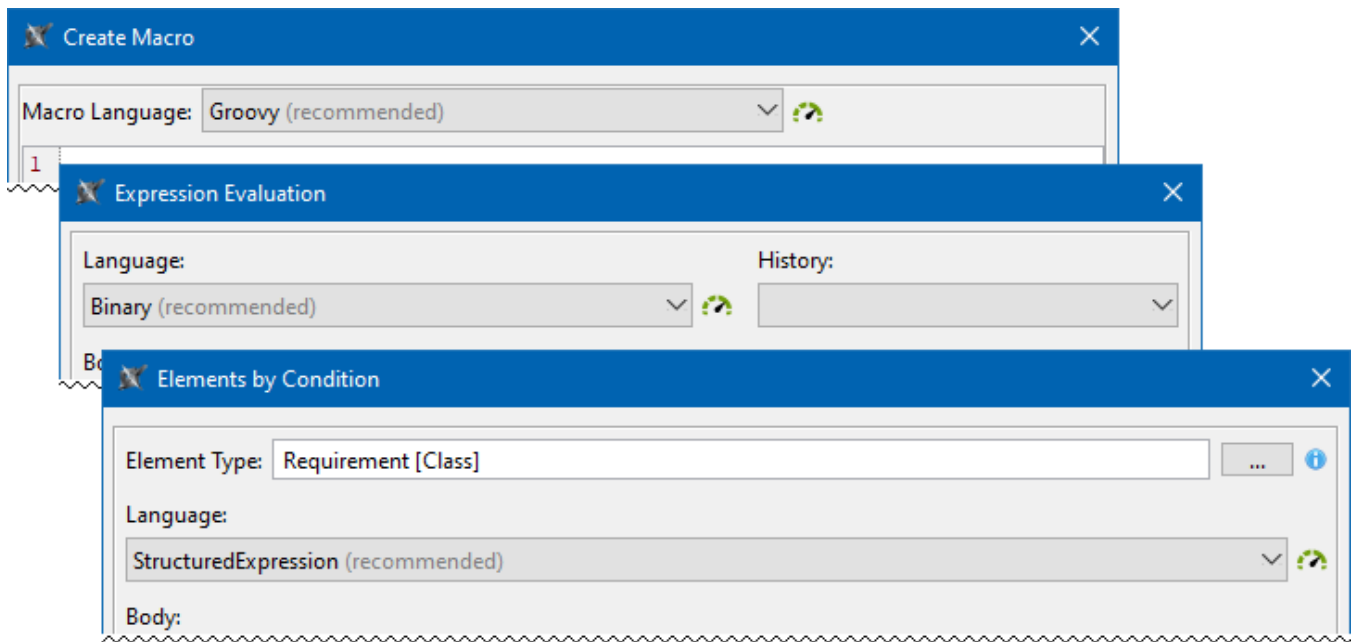 Create Macro
Macro Language: Groovy (recommended)
1
Expression Evaluation
Language: History:
Binary (recommended)
Elements by Condition
Element Type: Requirement [Class] ...
Language:
StructuredExpression (recommended)
Body: